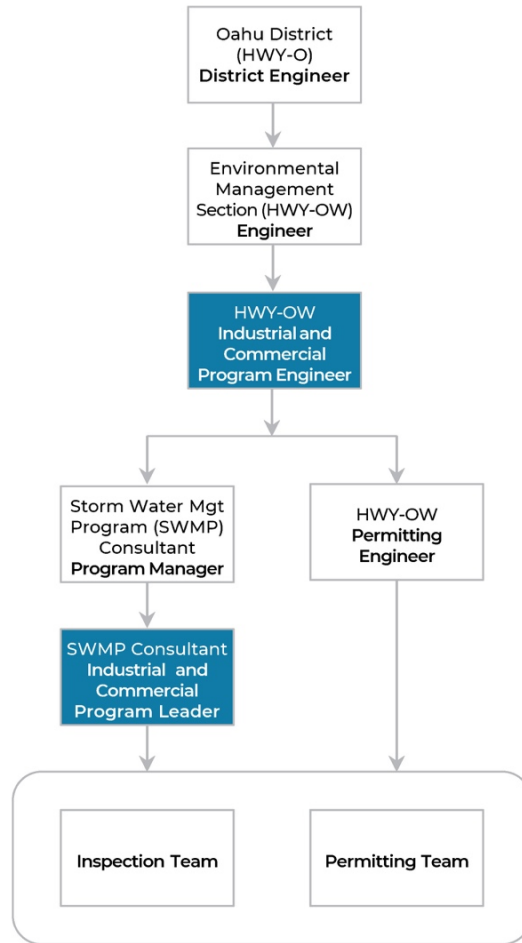 Oahu District
(HWY-O)
District Engineer
Environmental
Management
Section (HWY-OW)
Engineer
HWY-OW
Industrial and
Commercial
Program Engineer
Storm Water Mgt
Program (SWMP)
Consultant
Program Manager
HWY-OW
Permitting
Engineer
SWMP Consultant
Industrial and
Commercial
Program Leader
Inspection Team
Permitting Team